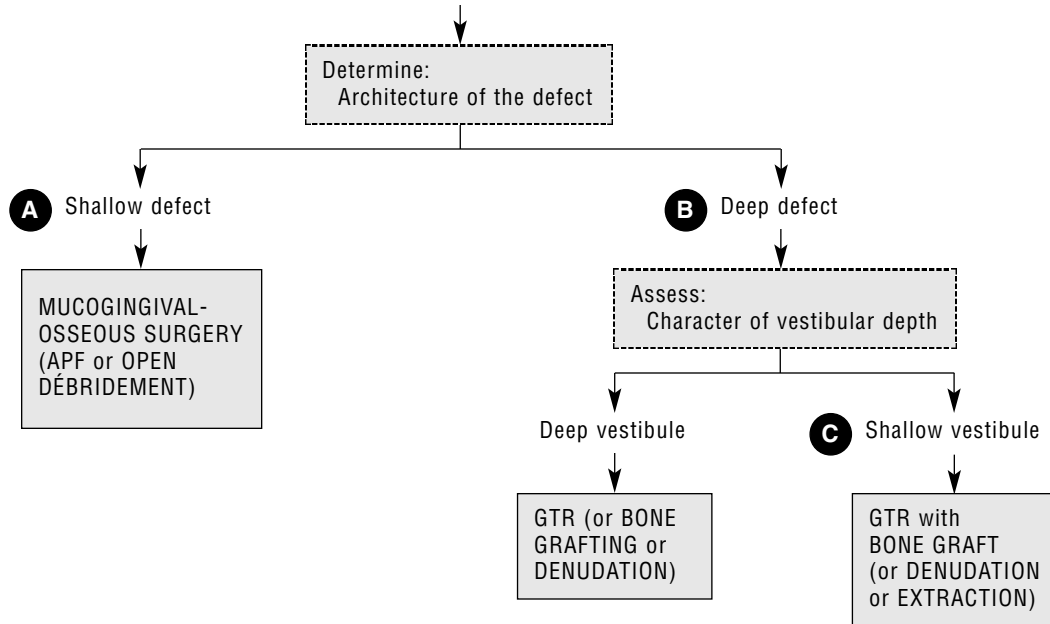 Determine:
Architecture of the defect
A Shallow defect
B Deep defect
MUCOGINGIVAL-
OSSEOUS SURGERY
(APF or OPEN
DÉBRIDEMENT)
Assess:
Character of vestibular depth
Deep vestibule
C Shallow vestibule
GTR (or BONE
GRAFTING or
DENUDATION)
GTR with
BONE GRAFT
(or DENUDATION
or EXTRACTION)